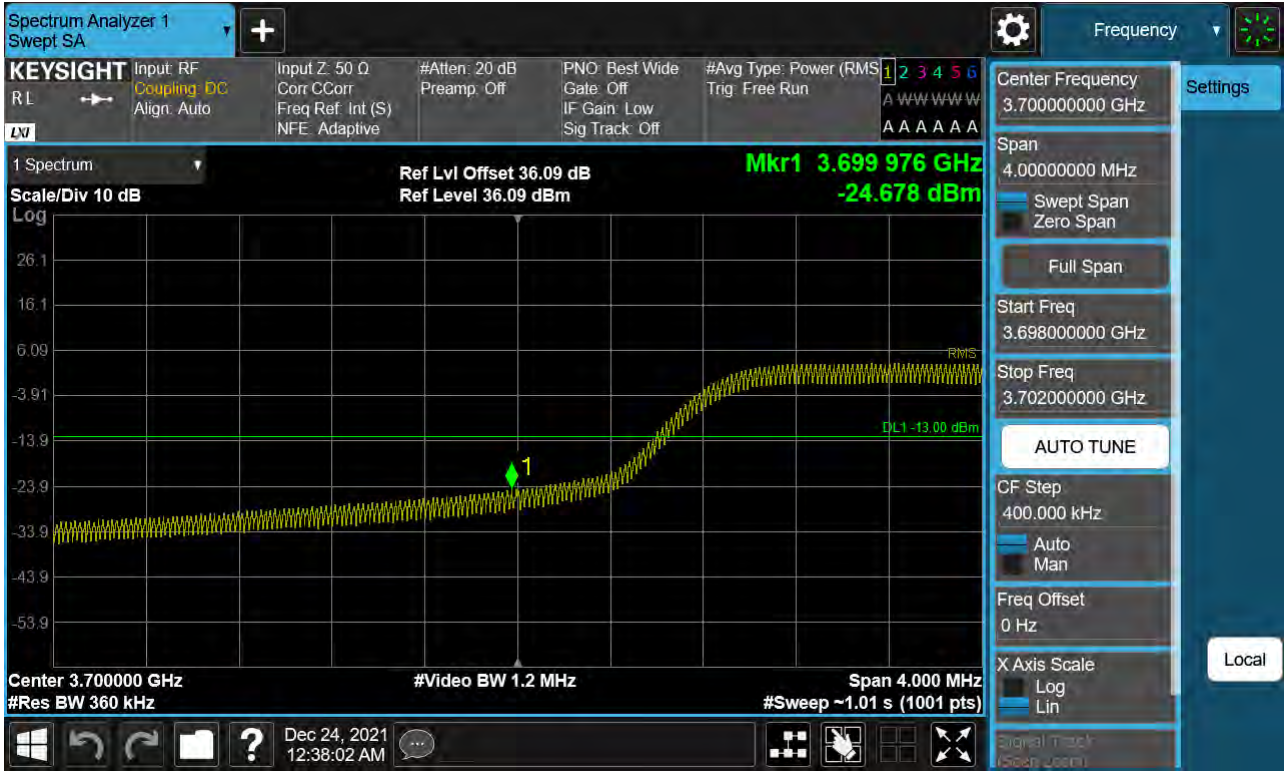 Spectrum Analyzer 1
Swept SA
+
Frequency
KEYSIGHT
RL
LXI
Input: RF
Coupling: DC
Align: Auto
Input Z: 50 Ω
Corr CCorr
Freq Ref: Int (S)
NFE: Adaptive
#Atten: 20 dB
Preamp: Off
PNO: Best Wide
Gate: Off
IF Gain: Low
Sig Track: Off
#Avg Type: Power (RMS
Trig: Free Run
1 2 3 4 5 6
A W W W W W
A A A A A A
1 Spectrum
Scale/Div 10 dB
Log
Ref Lvl Offset 36.09 dB
Ref Level 36.09 dBm
Mkr1 3.699 976 GHz
-24.678 dBm
26.1
16.1
6.09
-3.91
-13.9
-23.9
-33.9
-43.9
-53.9
RMS
DL1 -13.00 dBm
1
Center 3.700000 GHz
#Res BW 360 kHz
#Video BW 1.2 MHz
Span 4.000 MHz
#Sweep ~1.01 s (1001 pts)
Center Frequency
3.700000000 GHz
Span
4.00000000 MHz
Swept Span
Zero Span
Full Span
Start Freq
3.698000000 GHz
Stop Freq
3.702000000 GHz
AUTO TUNE
CF Step
400.000 kHz
Auto
Man
Freq Offset
0 Hz
X Axis Scale
Log
Lin
Signal Track
(Span Zoom)
Settings
Local
?
Dec 24, 2021
12:38:02 AM